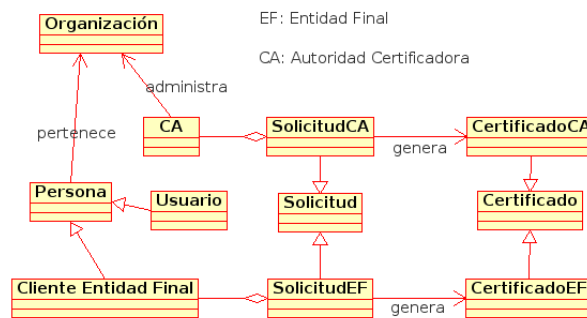 Organización
EF: Entidad Final
CA: Autoridad Certificadora
administra
pertenece
CA
SolicitudCA
genera
CertificadoCA
Persona
Usuario
Solicitud
Certificado
Cliente Entidad Final
SolicitudEF
genera
CertificadoEF